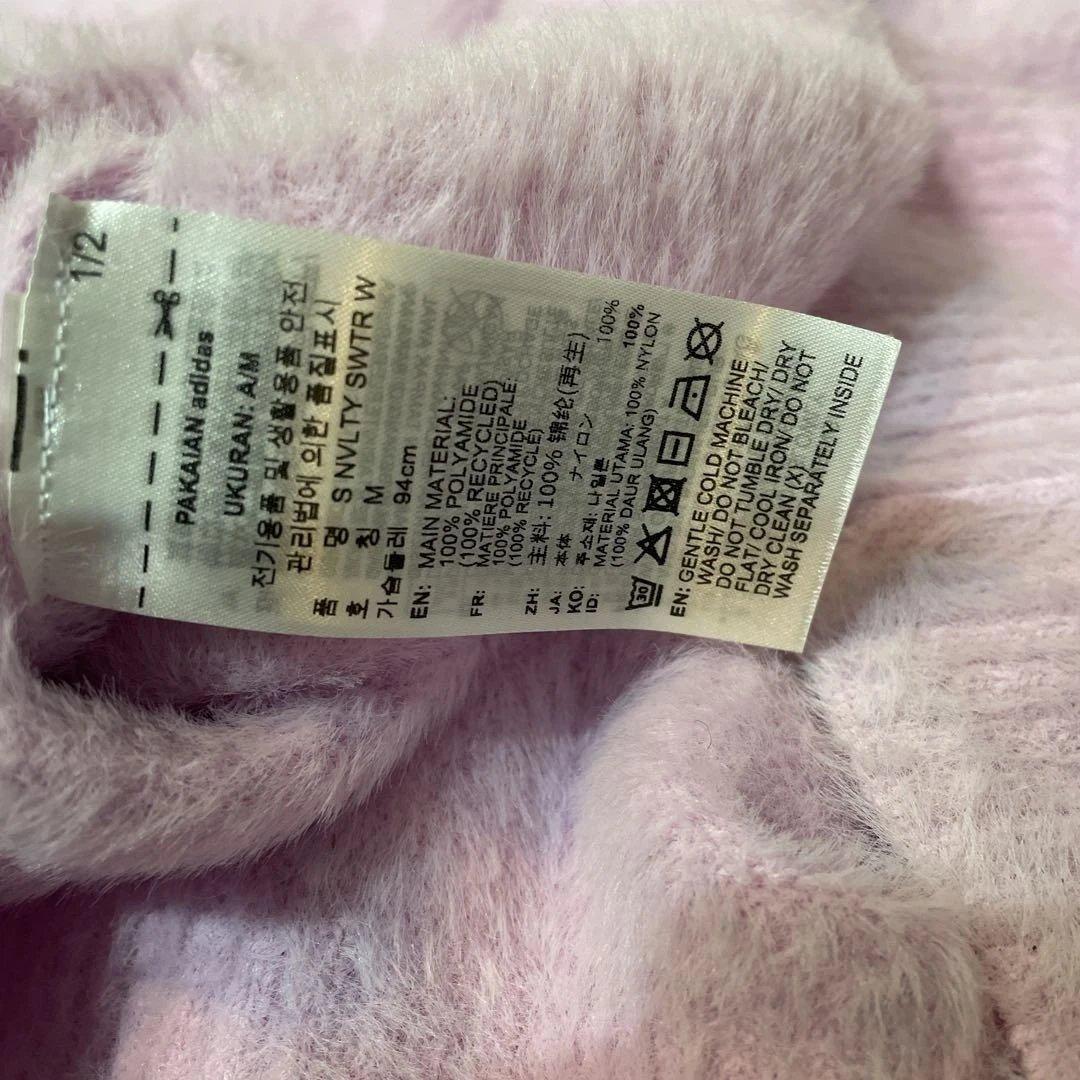 1/2
PAKAIAN adidas
UKURAN: A/M
전기용품 및 생활용품 안전
관리법에 의한 품질표시
품 명 S NVLTY SWTR W
호 칭 M
가슴둘레 94cm
EN: MAIN MATERIAL:
100% POLYAMIDE
(100% RECYCLED)
FR: MATIERE PRINCIPALE:
100% POLYAMIDE
(100% RECYCLE)
ZH: 主料: 100% 锦纶(再生)
JA: 本体 ナイロン 100%
KO: 주소재: 나일론 100%
ID: MATERIAL UTAMA: 100% NYLON
(100% DAUR ULANG)
30
EN: GENTLE COLD MACHINE
WASH/ DO NOT BLEACH/
DO NOT TUMBLE DRY/ DRY
FLAT/ COOL IRON/ DO NOT
DRY CLEAN (X)
WASH SEPARATELY INSIDE